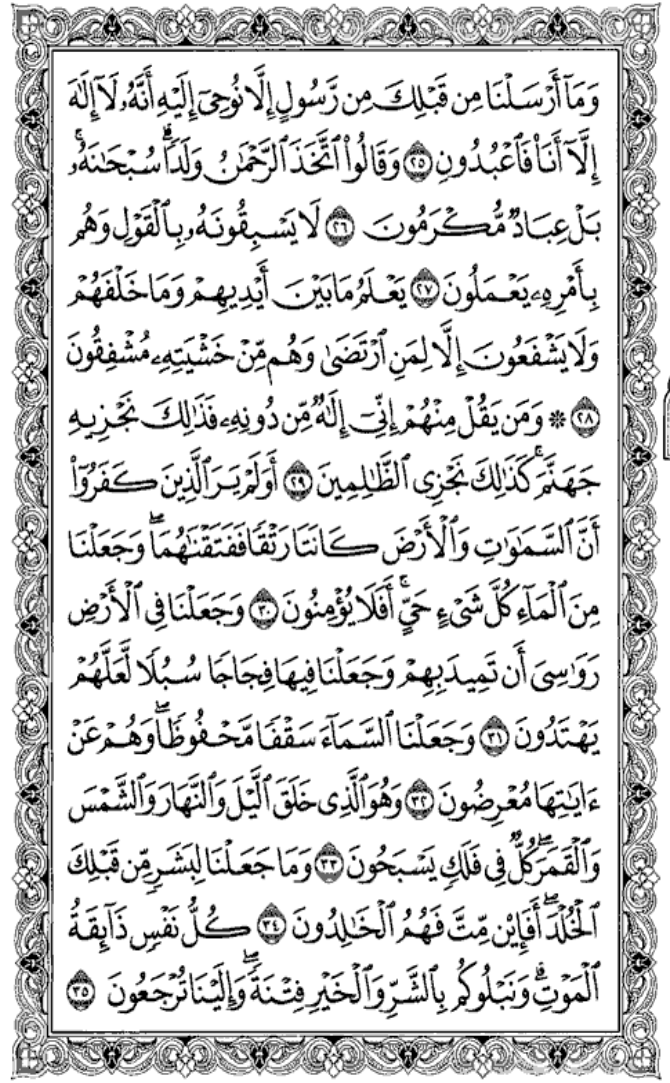 وَمَآ أَرْسَلْنَا مِن قَبْلِكَ مِن رَّسُولٍ إِلَّا نُوحِىٓ إِلَيْهِ أَنَّهُۥ لَآ إِلَٰهَ
إِلَّآ أَنَا۠ فَٱعْبُدُونِ ٢٥ وَقَالُوا۟ ٱتَّخَذَ ٱلرَّحْمَٰنُ وَلَدًۭا ۗ سُبْحَٰنَهُۥ ۚ
بَلْ عِبَادٌۭ مُّكْرَمُونَ ٢٦ لَا يَسْبِقُونَهُۥ بِٱلْقَوْلِ وَهُم
بِأَمْرِهِۦ يَعْمَلُونَ ٢٧ يَعْلَمُ مَا بَيْنَ أَيْدِيهِمْ وَمَا خَلْفَهُمْ
وَلَا يَشْفَعُونَ إِلَّا لِمَنِ ٱرْتَضَىٰ وَهُم مِّنْ خَشْيَتِهِۦ مُشْفِقُونَ
٢٨ ۞ وَمَن يَقُلْ مِنْهُمْ إِنِّىٓ إِلَٰهٌۭ مِّن دُونِهِۦ فَذَٰلِكَ نَجْزِيهِ
جَهَنَّمَ ۚ كَذَٰلِكَ نَجْزِى ٱلظَّٰلِمِينَ ٢٩ أَوَلَمْ يَرَ ٱلَّذِينَ كَفَرُوٓا۟
أَنَّ ٱلسَّمَٰوَٰتِ وَٱلْأَرْضَ كَانَتَا رَتْقًۭا فَفَتَقْنَٰهُمَا ۖ وَجَعَلْنَا
مِنَ ٱلْمَآءِ كُلَّ شَىْءٍ حَىٍّ ۖ أَفَلَا يُؤْمِنُونَ ٣٠ وَجَعَلْنَا فِى ٱلْأَرْضِ
رَوَٰسِىَ أَن تَمِيدَ بِهِمْ وَجَعَلْنَا فِيهَا فِجَاجًۭا سُبُلًۭا لَّعَلَّهُمْ
يَهْتَدُونَ ٣١ وَجَعَلْنَا ٱلسَّمَآءَ سَقْفًۭا مَّحْفُوظًۭا ۖ وَهُمْ عَنْ
ءَايَٰتِهَا مُعْرِضُونَ ٣٢ وَهُوَ ٱلَّذِى خَلَقَ ٱلَّيْلَ وَٱلنَّهَارَ وَٱلشَّمْسَ
وَٱلْقَمَرَ ۖ كُلٌّۭ فِى فَلَكٍۢ يَسْبَحُونَ ٣٣ وَمَا جَعَلْنَا لِبَشَرٍۢ مِّن قَبْلِكَ
ٱلْخُلْدَ ۖ أَفَإِي۟ن مِّتَّ فَهُمُ ٱلْخَٰلِدُونَ ٣٤ كُلُّ نَفْسٍۢ ذَآئِقَةُ
ٱلْمَوْتِ ۗ وَنَبْلُوكُم بِٱلشَّرِّ وَٱلْخَيْرِ فِتْنَةًۭ ۖ وَإِلَيْنَا تُرْجَعُونَ ٣٥